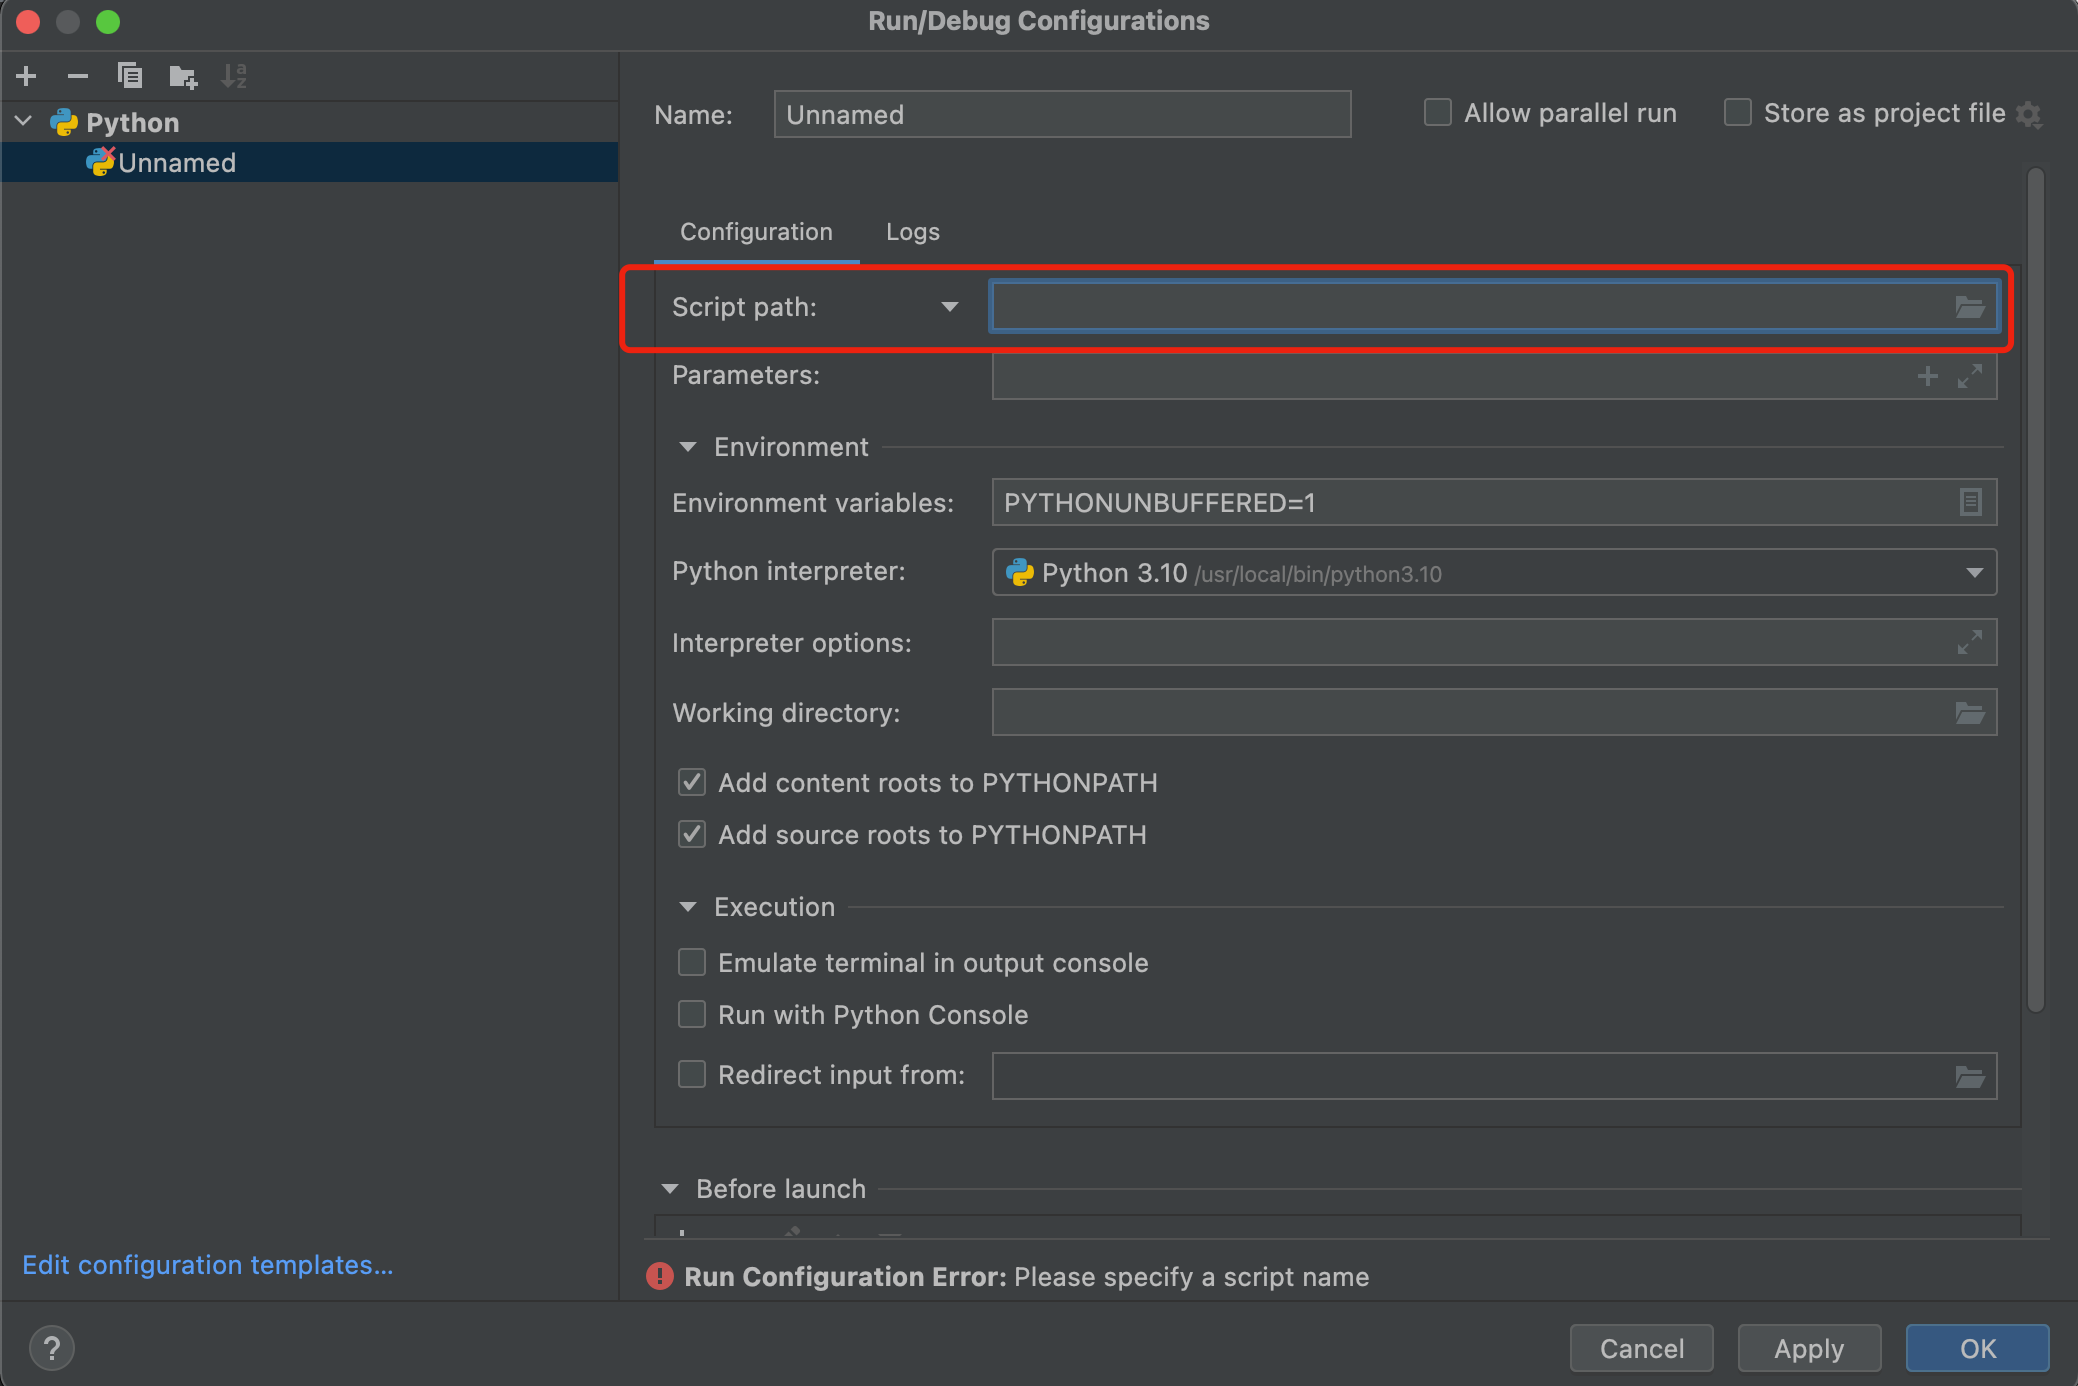 Run/Debug Configurations
Python
Unnamed
Name: Unnamed
Allow parallel run
Store as project file
Configuration Logs
Script path:
Parameters:
Environment
Environment variables: PYTHONUNBUFFERED=1
Python interpreter: Python 3.10 /usr/local/bin/python3.10
Interpreter options:
Working directory:
Add content roots to PYTHONPATH
Add source roots to PYTHONPATH
Execution
Emulate terminal in output console
Run with Python Console
Redirect input from:
Before launch
Edit configuration templates...
Run Configuration Error: Please specify a script name
? Cancel Apply OK